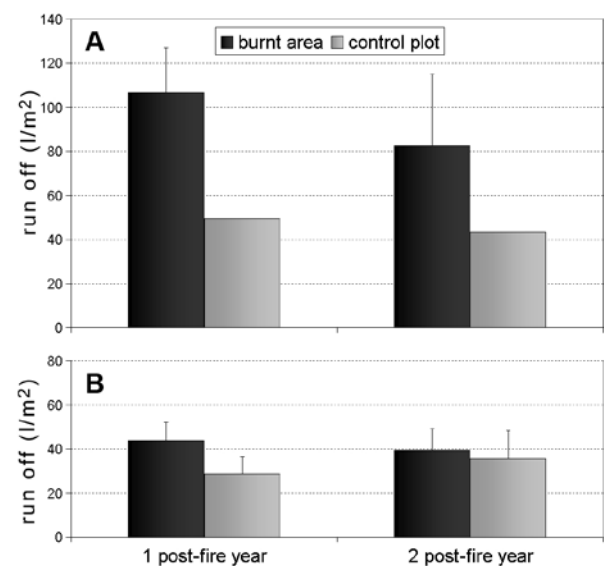 A
burnt area control plot
run off (l/m²)
140
120
100
80
60
40
20
0
B
run off (l/m²)
80
60
40
20
0
1 post-fire year 2 post-fire year